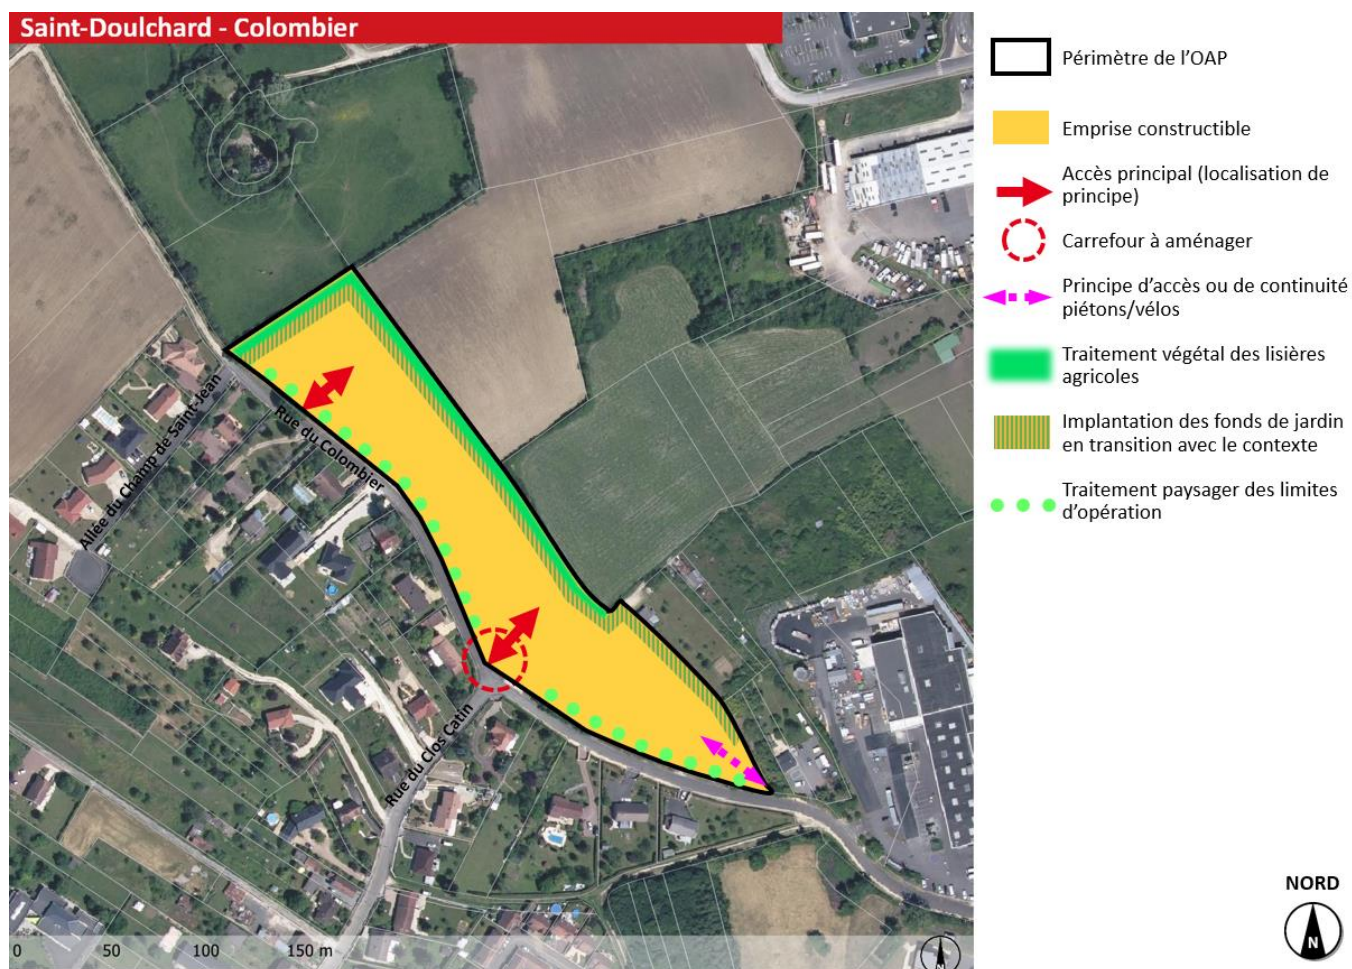 Saint-Doulchard - Colombier
Périmètre de l'OAP
Emprise constructible
Accès principal (localisation de
principe)
Carrefour à aménager
Principe d'accès ou de continuité
piétons/vélos
Traitement végétal des lisières
agricoles
Implantation des fonds de jardin
en transition avec le contexte
Traitement paysager des limites
d'opération
Allée du Champ de Saint-Jean
Rue du Colombier
Rue du Clos Catin
0 50 100 150 m
N
NORD
N